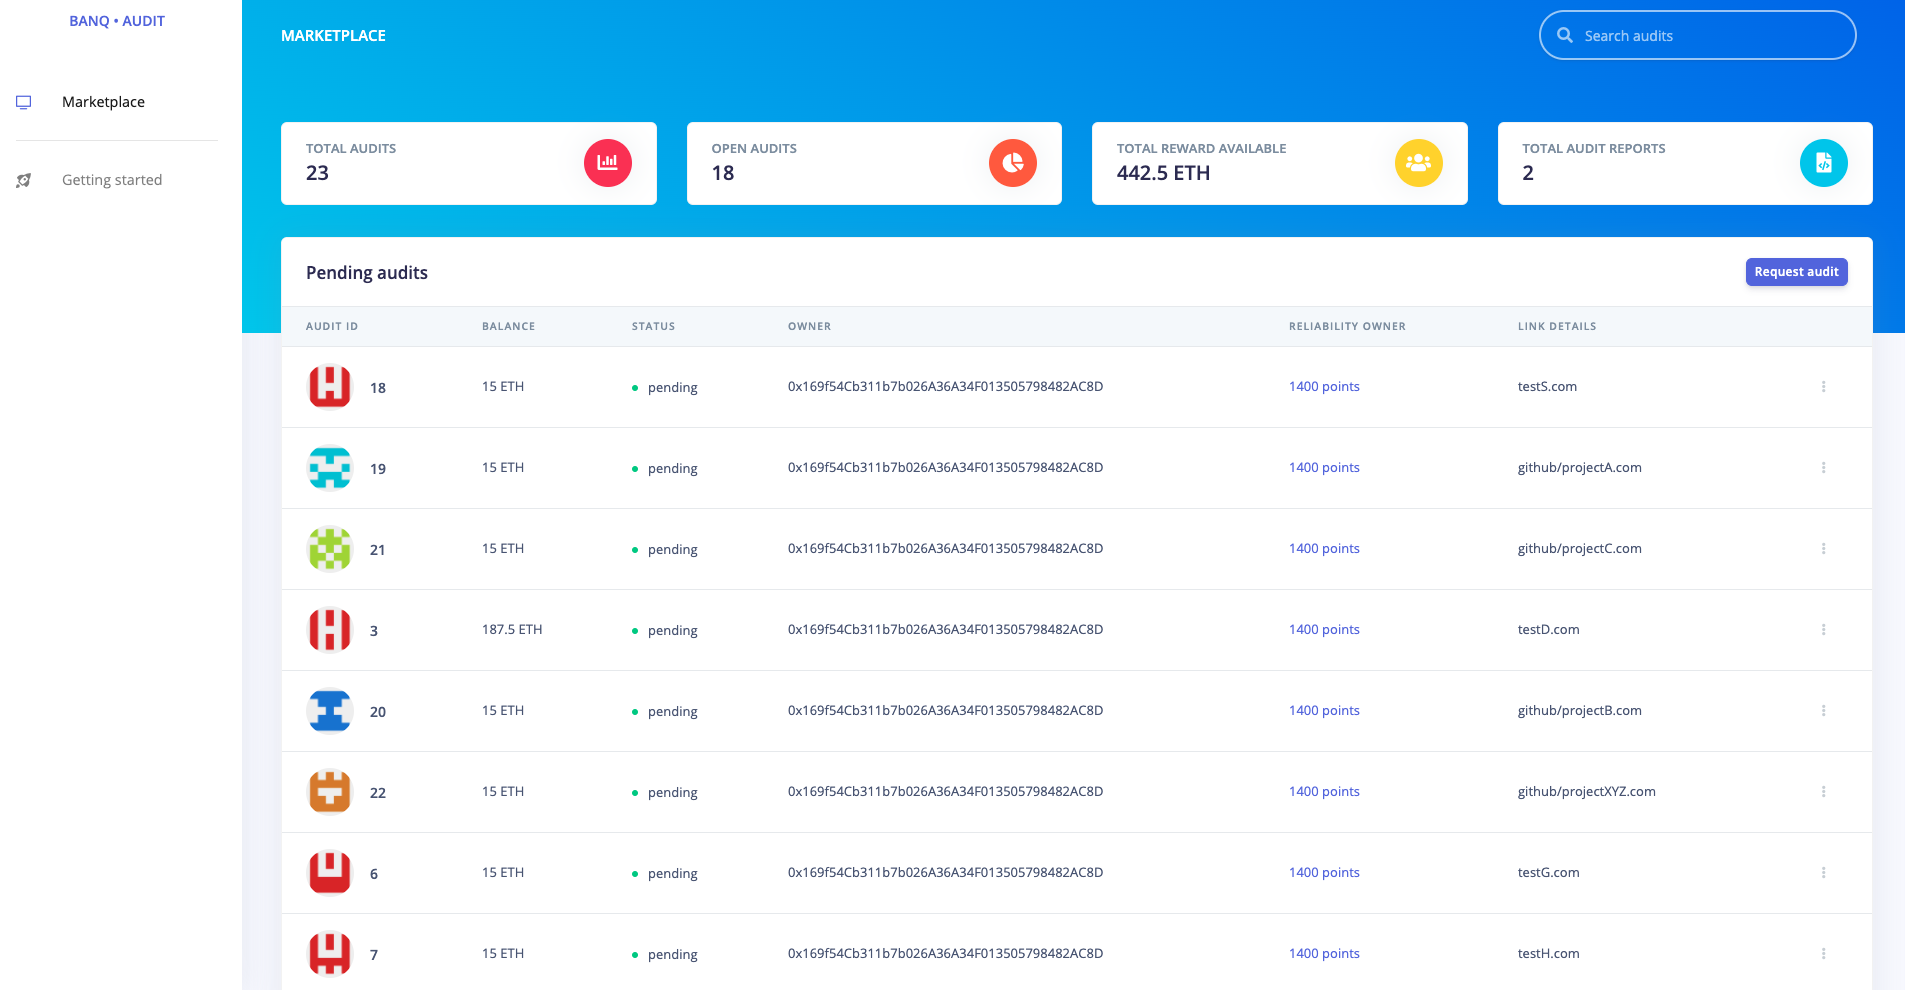 BANQ • AUDIT
Marketplace
Getting started
MARKETPLACE
Search audits
TOTAL AUDITS
23
OPEN AUDITS
18
TOTAL REWARD AVAILABLE
442.5 ETH
TOTAL AUDIT REPORTS
2
Pending audits
Request audit
AUDIT ID BALANCE STATUS OWNER RELIABILITY OWNER LINK DETAILS
18 15 ETH pending 0x169f54Cb311b7b026A36A34F013505798482AC8D 1400 points testS.com
19 15 ETH pending 0x169f54Cb311b7b026A36A34F013505798482AC8D 1400 points github/projectA.com
21 15 ETH pending 0x169f54Cb311b7b026A36A34F013505798482AC8D 1400 points github/projectC.com
3 187.5 ETH pending 0x169f54Cb311b7b026A36A34F013505798482AC8D 1400 points testD.com
20 15 ETH pending 0x169f54Cb311b7b026A36A34F013505798482AC8D 1400 points github/projectB.com
22 15 ETH pending 0x169f54Cb311b7b026A36A34F013505798482AC8D 1400 points github/projectXYZ.com
6 15 ETH pending 0x169f54Cb311b7b026A36A34F013505798482AC8D 1400 points testG.com
7 15 ETH pending 0x169f54Cb311b7b026A36A34F013505798482AC8D 1400 points testH.com